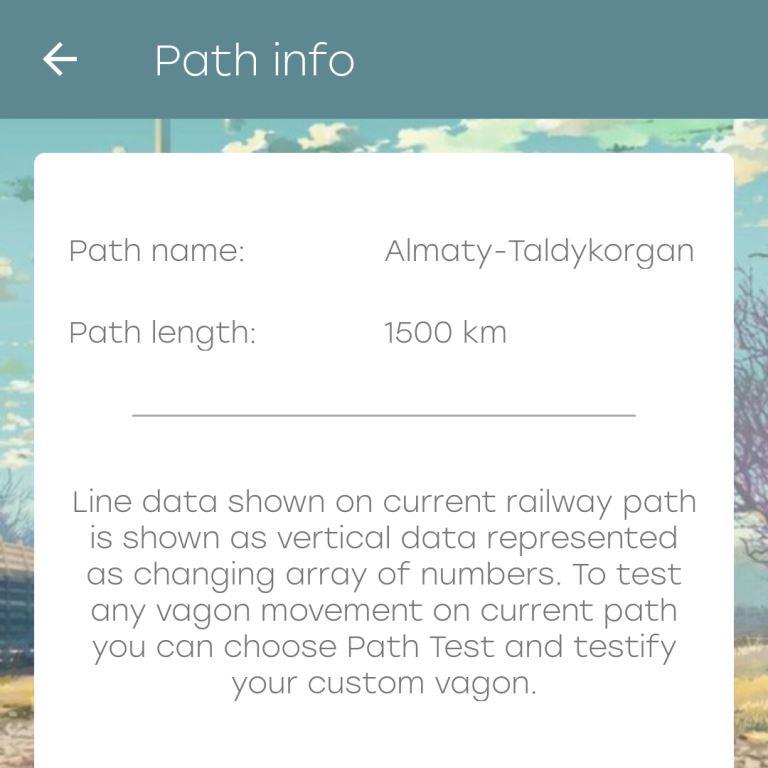 Path info
Path name: Almaty-Taldykorgan
Path length: 1500 km
Line data shown on current railway path
is shown as vertical data represented
as changing array of numbers. To test
any vagon movement on current path
you can choose Path Test and testify
your custom vagon.